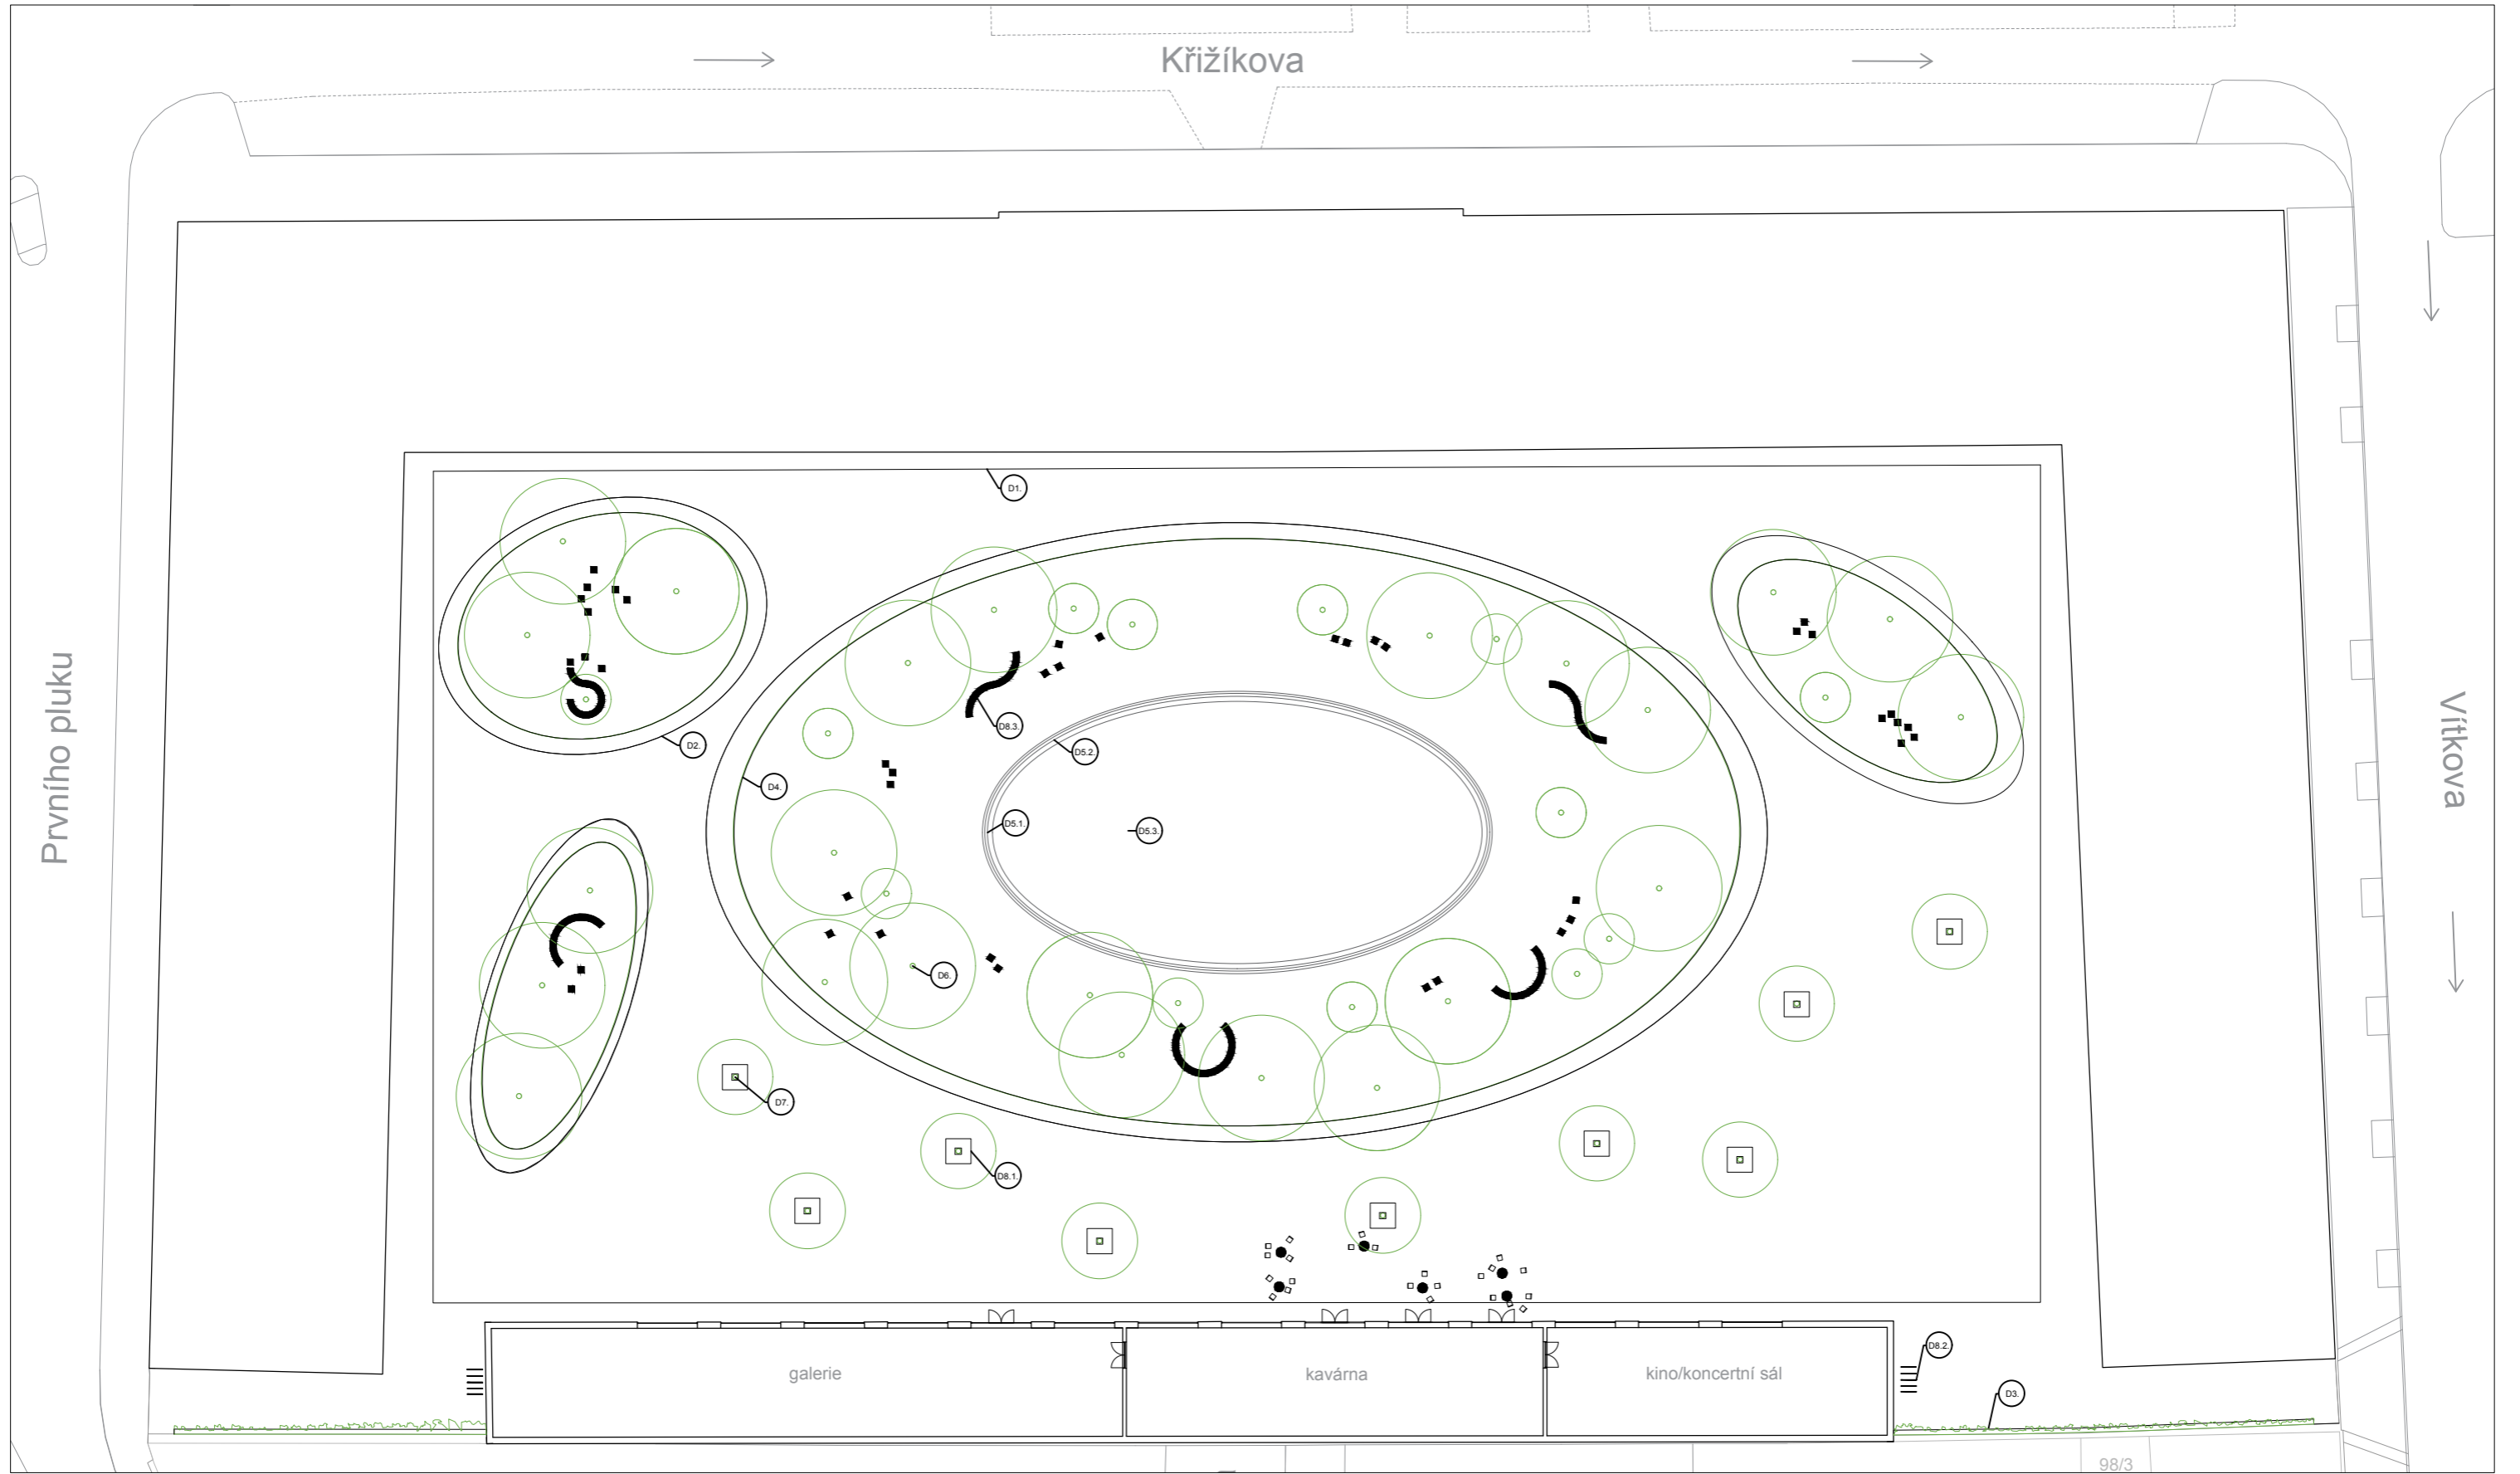 Křižíkova
Prvního pluku
Vítkova
D1.
D2.
D8.3.
D5.2.
D4.
D5.1.
D5.3.
D6.
D7.
D8.1.
D8.2.
D3.
galerie
kavárna
kino/koncertní sál
98/3